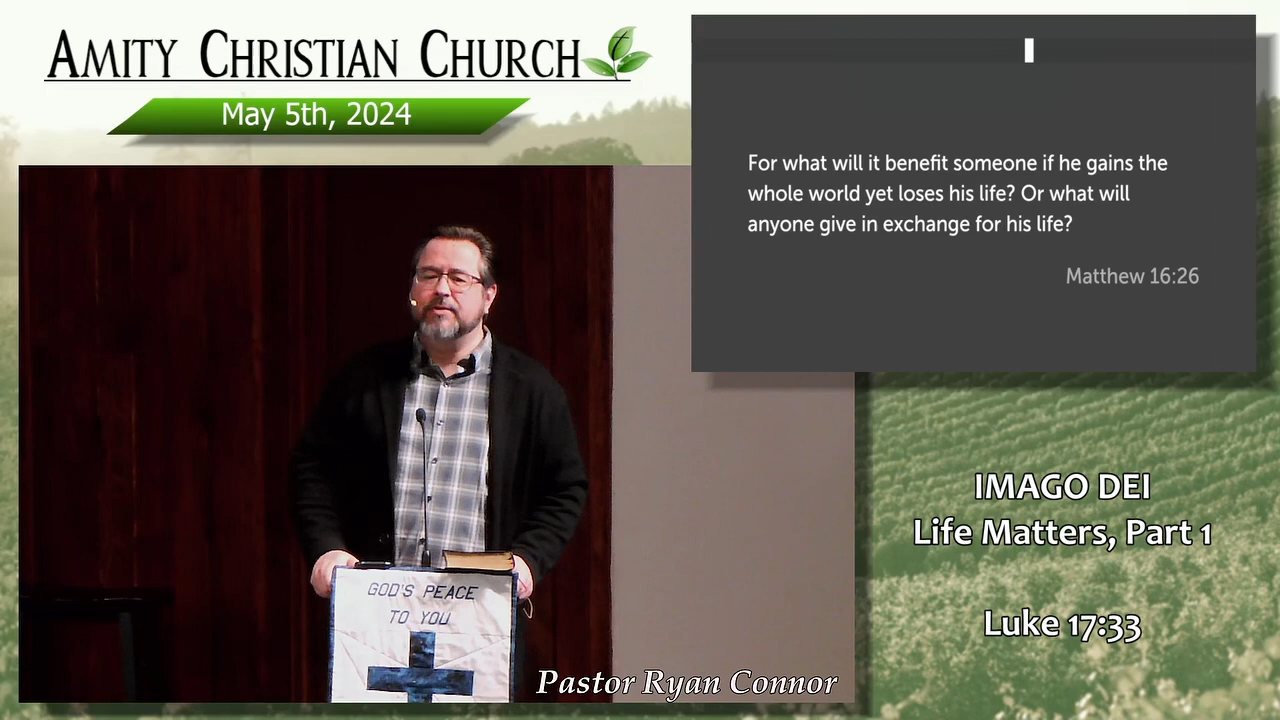 AMITY CHRISTIAN CHURCH
May 5th, 2024
For what will it benefit someone if he gains the
whole world yet loses his life? Or what will
anyone give in exchange for his life?
Matthew 16:26
IMAGO DEI
Life Matters, Part 1
Luke 17:33
GOD'S PEACE
TO YOU
Pastor Ryan Connor